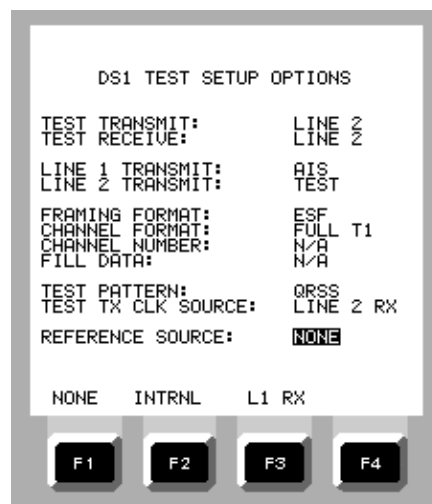 DS1 TEST SETUP OPTIONS
TEST TRANSMIT: LINE 2
TEST RECEIVE: LINE 2
LINE 1 TRANSMIT: AIS
LINE 2 TRANSMIT: TEST
FRAMING FORMAT: ESF
CHANNEL FORMAT: FULL T1
CHANNEL NUMBER: N/A
FILL DATA: N/A
TEST PATTERN: QRSS
TEST TX CLK SOURCE: LINE 2 RX
REFERENCE SOURCE: NONE
NONE INTRNL L1 RX
F1 F2 F3 F4